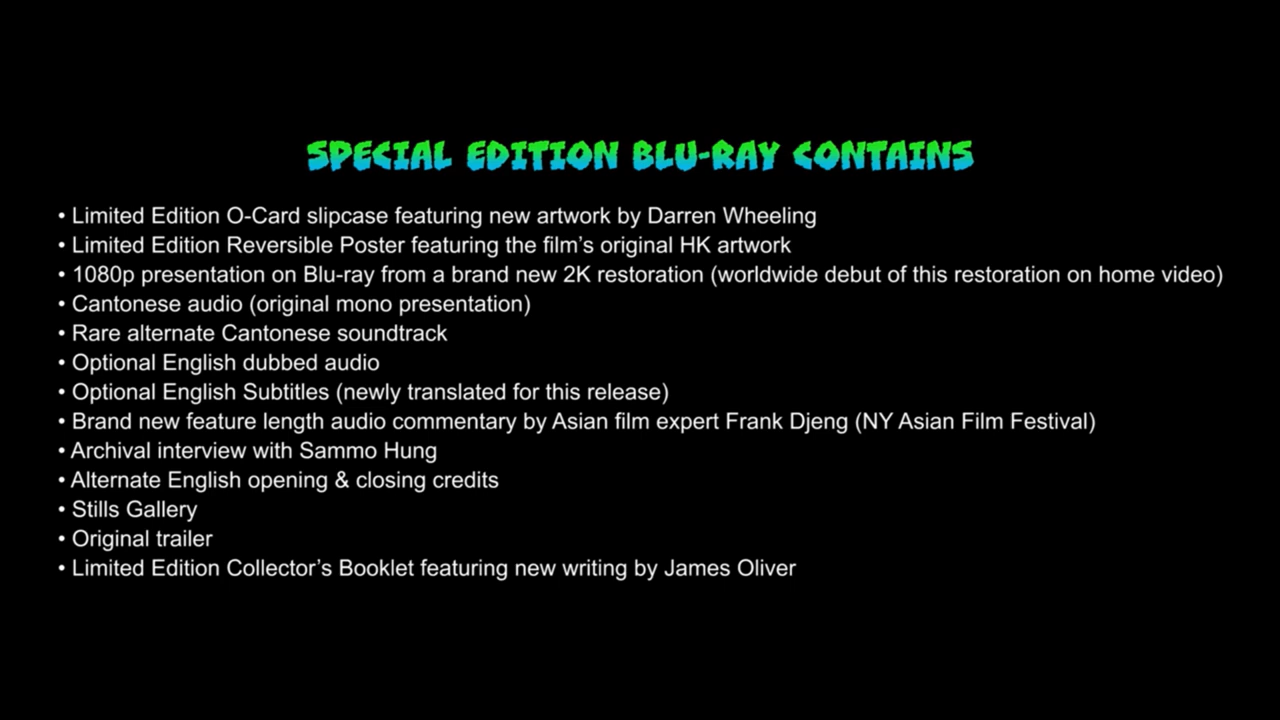 SPECIAL EDITION BLU-RAY CONTAINS
• Limited Edition O-Card slipcase featuring new artwork by Darren Wheeling
• Limited Edition Reversible Poster featuring the film’s original HK artwork
• 1080p presentation on Blu-ray from a brand new 2K restoration (worldwide debut of this restoration on home video)
• Cantonese audio (original mono presentation)
• Rare alternate Cantonese soundtrack
• Optional English dubbed audio
• Optional English Subtitles (newly translated for this release)
• Brand new feature length audio commentary by Asian film expert Frank Djeng (NY Asian Film Festival)
• Archival interview with Sammo Hung
• Alternate English opening & closing credits
• Stills Gallery
• Original trailer
• Limited Edition Collector’s Booklet featuring new writing by James Oliver